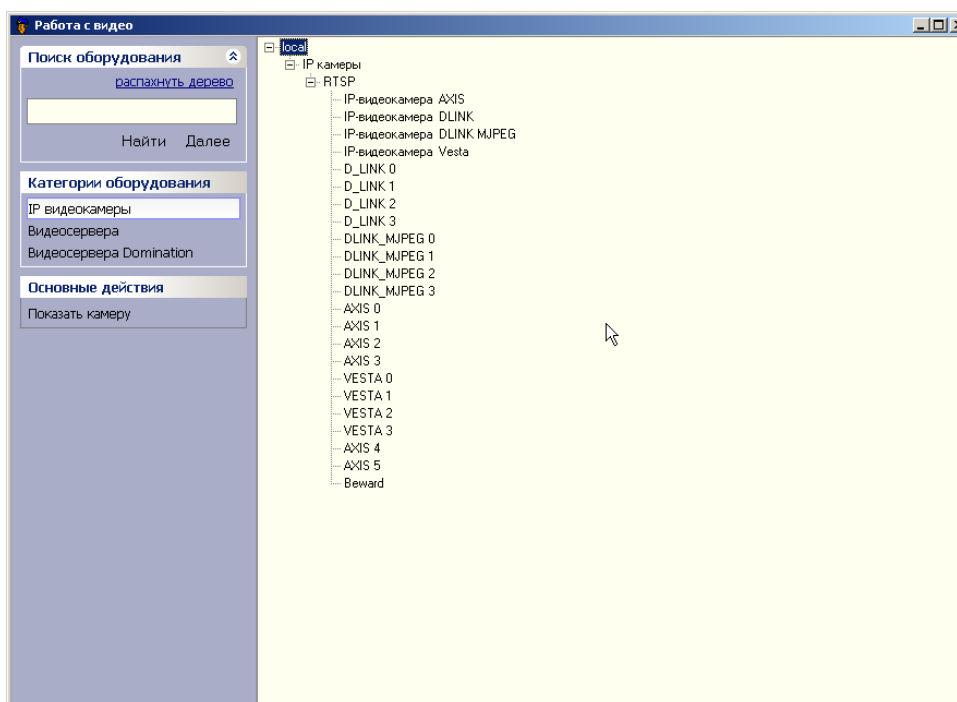 Работа с видео
Поиск оборудования
распахнуть дерево
Найти Далее
Категории оборудования
IP видеокамеры
Видеосервера
Видеосервера Domination
Основные действия
Показать камеру
local
IP камеры
RTSP
IP-видеокамера AXIS
IP-видеокамера DLINK
IP-видеокамера DLINK MJPEG
IP-видеокамера Vesta
D_LINK 0
D_LINK 1
D_LINK 2
D_LINK 3
DLINK_MJPEG 0
DLINK_MJPEG 1
DLINK_MJPEG 2
DLINK_MJPEG 3
AXIS 0
AXIS 1
AXIS 2
AXIS 3
VESTA 0
VESTA 1
VESTA 2
VESTA 3
AXIS 4
AXIS 5
Beward